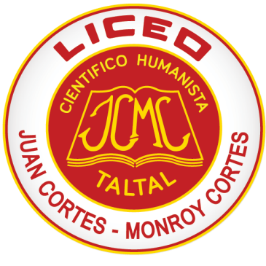 LICEO
CIENTIFICO HUMANISTA
JCMC
TALTAL
JUAN CORTES - MONROY CORTES